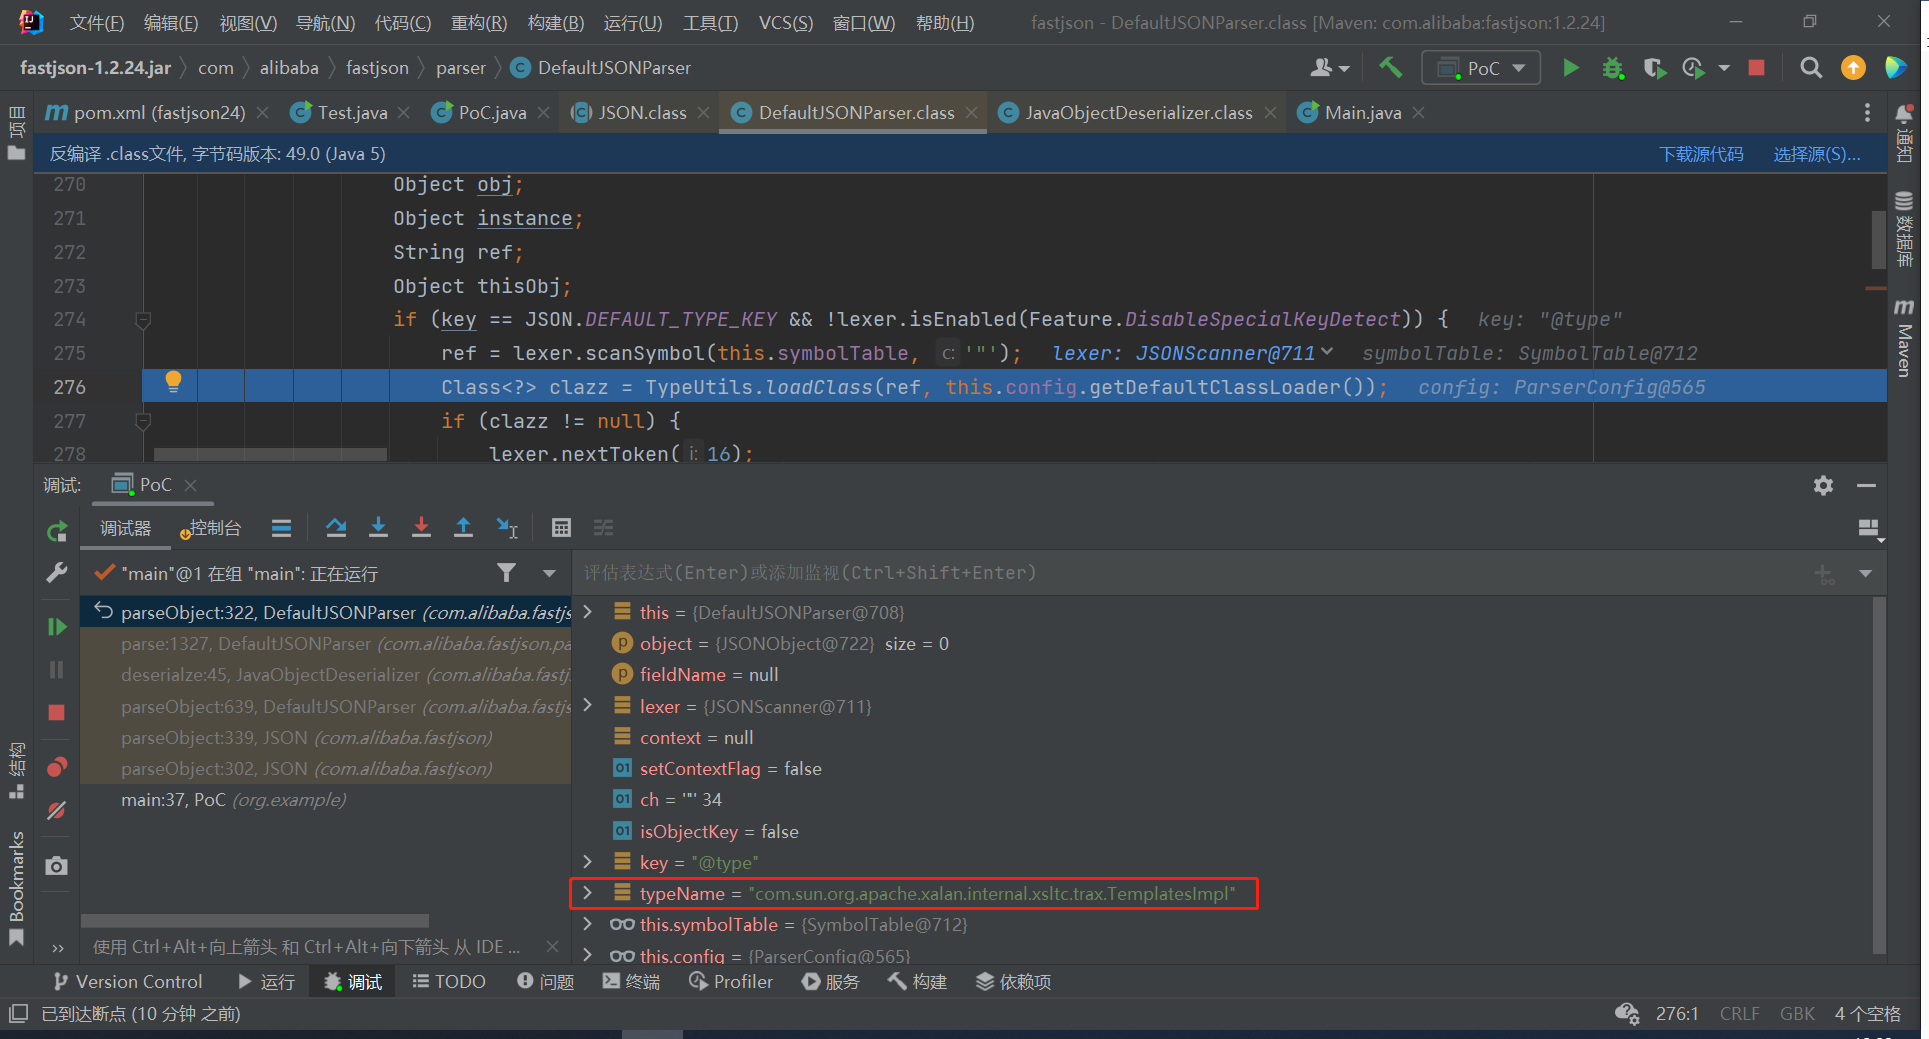 文件(F) 编辑(E) 视图(V) 导航(N) 代码(C) 重构(R) 构建(B) 运行(U) 工具(T) VCS(S) 窗口(W) 帮助(H) fastjson - DefaultJSONParser.class [Maven: com.alibaba:fastjson:1.2.24]
fastjson-1.2.24.jar com alibaba fastjson parser DefaultJSONParser PoC
项目
pom.xml (fastjson24) Test.java PoC.java JSON.class DefaultJSONParser.class JavaObjectDeserializer.class Main.java
通知
反编译 .class文件, 字节码版本: 49.0 (Java 5) 下载源代码 选择源(S)...
270 Object obj;
271 Object instance;
数据库
272 String ref;
273 Object thisObj;
274 if (key == JSON.DEFAULT_TYPE_KEY && !lexer.isEnabled(Feature.DisableSpecialKeyDetect)) { key: "@type"
Maven
275 ref = lexer.scanSymbol(this.symbolTable, c: '"'); lexer: JSONScanner@711 symbolTable: SymbolTable@712
276 Class<?> clazz = TypeUtils.loadClass(ref, this.config.getDefaultClassLoader()); config: ParserConfig@565
277 if (clazz != null) {
278 lexer.nextToken( i: 16);
调试: PoC
调试器 控制台
"main"@1 在组 "main": 正在运行
评估表达式(Enter)或添加监视(Ctrl+Shift+Enter)
parseObject:322, DefaultJSONParser (com.alibaba.fastjs
parse:1327, DefaultJSONParser (com.alibaba.fastjson.pa
deserialze:45, JavaObjectDeserializer (com.alibaba.fastj
parseObject:639, DefaultJSONParser (com.alibaba.fastjs
parseObject:339, JSON (com.alibaba.fastjson)
parseObject:302, JSON (com.alibaba.fastjson)
main:37, PoC (org.example)
this = {DefaultJSONParser@708}
object = {JSONObject@722} size = 0
fieldName = null
lexer = {JSONScanner@711}
context = null
setContextFlag = false
ch = '"' 34
isObjectKey = false
key = "@type"
typeName = "com.sun.org.apache.xalan.internal.xsltc.trax.TemplatesImpl"
this.symbolTable = {SymbolTable@712}
this.config = {ParserConfig@565}
结构
Bookmarks
使用 Ctrl+Alt+向上箭头 和 Ctrl+Alt+向下箭头 从 IDE ...
Version Control 运行 调试 TODO 问题 终端 Profiler 服务 构建 依赖项
已到达断点 (10 分钟 之前) 276:1 CRLF GBK 4 个空格